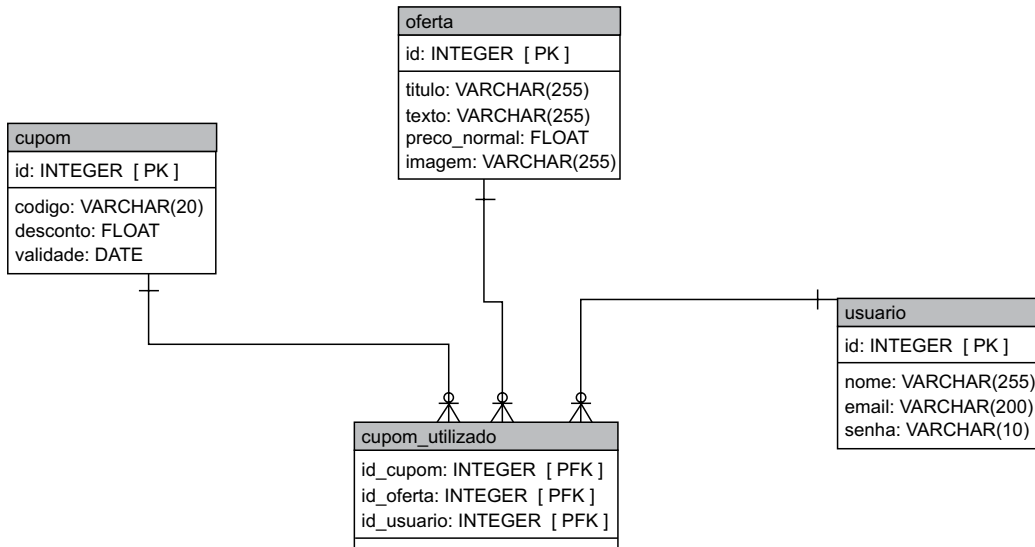 oferta
id: INTEGER [ PK ]
titulo: VARCHAR(255)
texto: VARCHAR(255)
preco_normal: FLOAT
imagem: VARCHAR(255)
cupom
id: INTEGER [ PK ]
codigo: VARCHAR(20)
desconto: FLOAT
validade: DATE
usuario
id: INTEGER [ PK ]
nome: VARCHAR(255)
email: VARCHAR(200)
senha: VARCHAR(10)
cupom_utilizado
id_cupom: INTEGER [ PFK ]
id_oferta: INTEGER [ PFK ]
id_usuario: INTEGER [ PFK ]